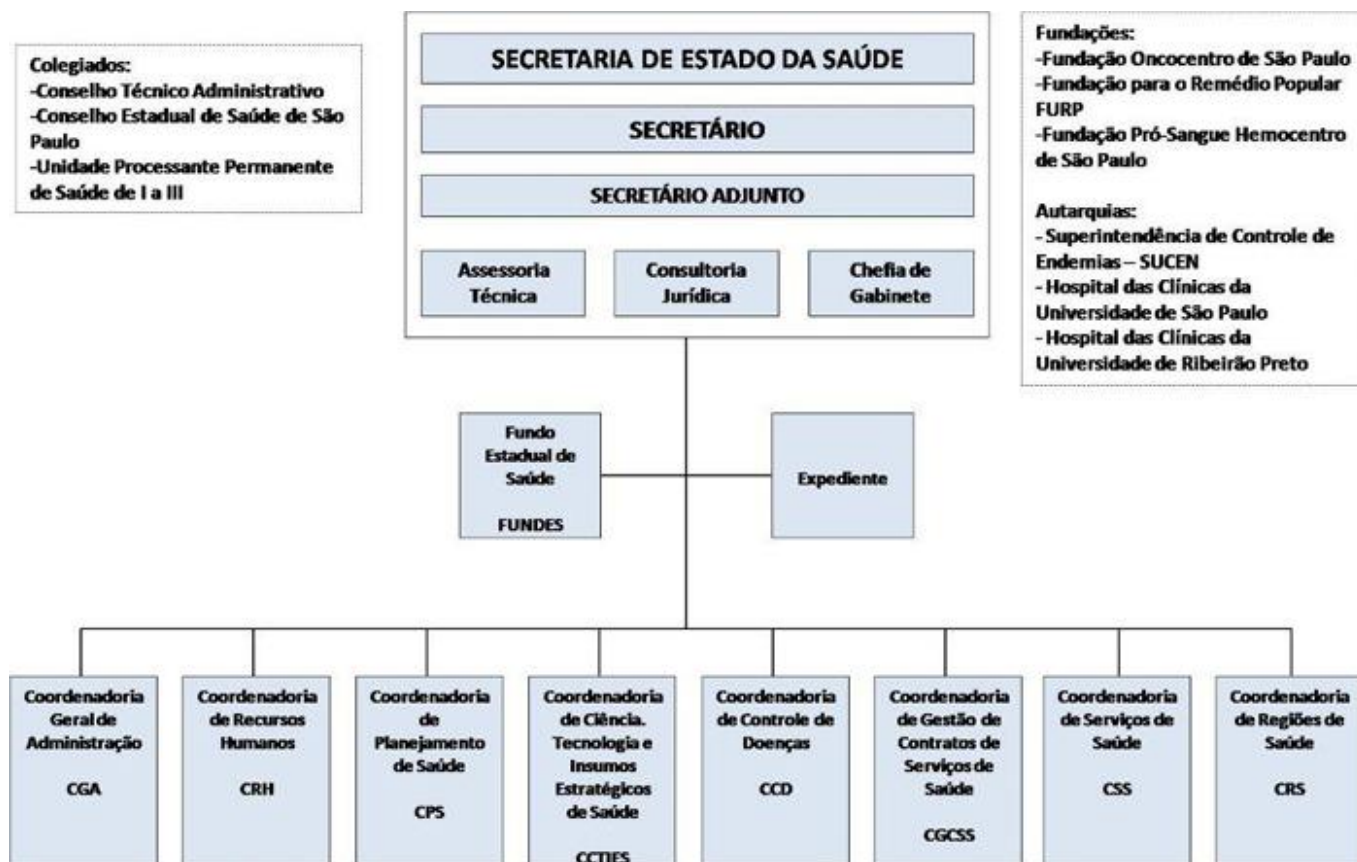 Colegiados:
-Conselho Técnico Administrativo
-Conselho Estadual de Saúde de São
Paulo
-Unidade Processante Permanente
de Saúde de I a III
SECRETARIA DE ESTADO DA SAÚDE
SECRETÁRIO
SECRETÁRIO ADJUNTO
Assessoria
Técnica
Consultoria
Jurídica
Chefia de
Gabinete
Fundações:
-Fundação Oncocentro de São Paulo
-Fundação para o Remédio Popular
FURP
-Fundação Pró-Sangue Hemocentro
de São Paulo
Autarquias:
- Superintendência de Controle de
Endemias – SUCEN
- Hospital das Clínicas da
Universidade de São Paulo
- Hospital das Clínicas da
Universidade de Ribeirão Preto
Fundo
Estadual de
Saúde
FUNDES
Expediente
Coordenadoria
Geral de
Administração
CGA
Coordenadoria
de Recursos
Humanos
CRH
Coordenadoria
de
Planejamento
de Saúde
CPS
Coordenadoria
de Ciência.
Tecnologia e
Insumos
Estratégicos
de Saúde
CCTIES
Coordenadoria
de Controle de
Doenças
CCD
Coordenadoria
de Gestão de
Contratos de
Serviços de
Saúde
CGCSS
Coordenadoria
de Serviços de
Saúde
CSS
Coordenadoria
de Regiões de
Saúde
CRS